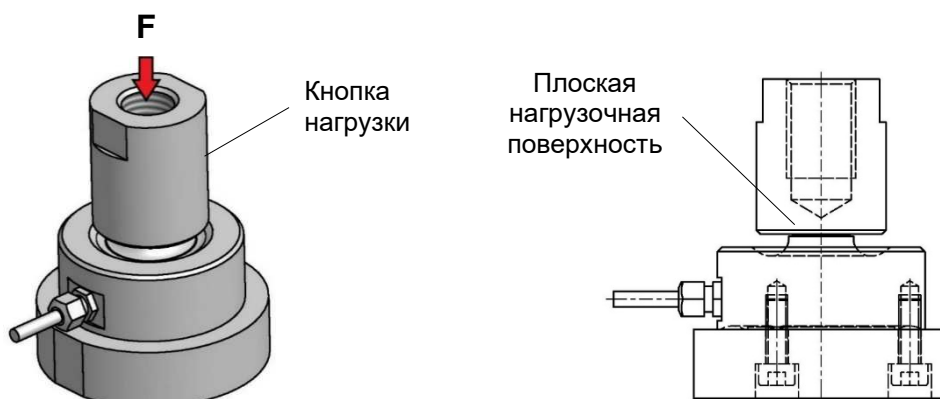 F
Кнопка
нагрузки
Плоская
нагрузочная
поверхность